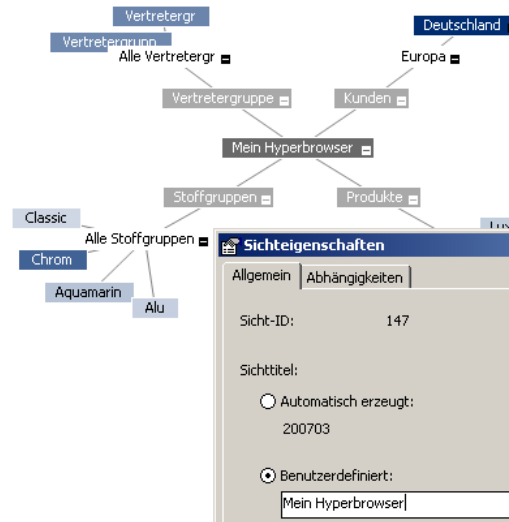 Vertretergr
Deutschland
Vertretergrupp
Alle Vertretergr
Europa
Vertretergruppe
Kunden
Mein Hyperbrowser
Stoffgruppen
Produkte
Classic
Alle Stoffgruppen
Chrom
Aquamarin
Alu
Sichteigenschaften
Allgemein
Abhängigkeiten
Sicht-ID: 147
Sichttitel:
Automatisch erzeugt:
200703
Benutzerdefiniert:
Mein Hyperbrowser